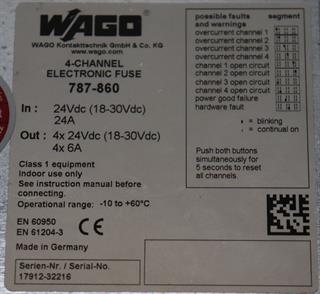 WAGO
WAGO Kontakttechnik GmbH & Co. KG
www.wago.com
4-CHANNEL
ELECTRONIC FUSE
787-860
In : 24Vdc (18-30Vdc)
24A
Out : 4x 24Vdc (18-30Vdc)
4x 6A
Class 1 equipment
Indoor use only
See instruction manual before
connecting.
Operational range: -10 to +60°C
EN 60950
EN 61204-3
CE
Made in Germany
Serien-Nr. / Serial-No.
17912-32216
possible faults segment
and warnings
overcurrent channel 1
overcurrent channel 2
overcurrent channel 3
overcurrent channel 4
channel 1 open circuit
channel 2 open circuit
channel 3 open circuit
channel 4 open circuit
power good failure
hardware fault
= blinking
= continual on
Push both buttons
simultaneously for
5 seconds to reset
all channels.